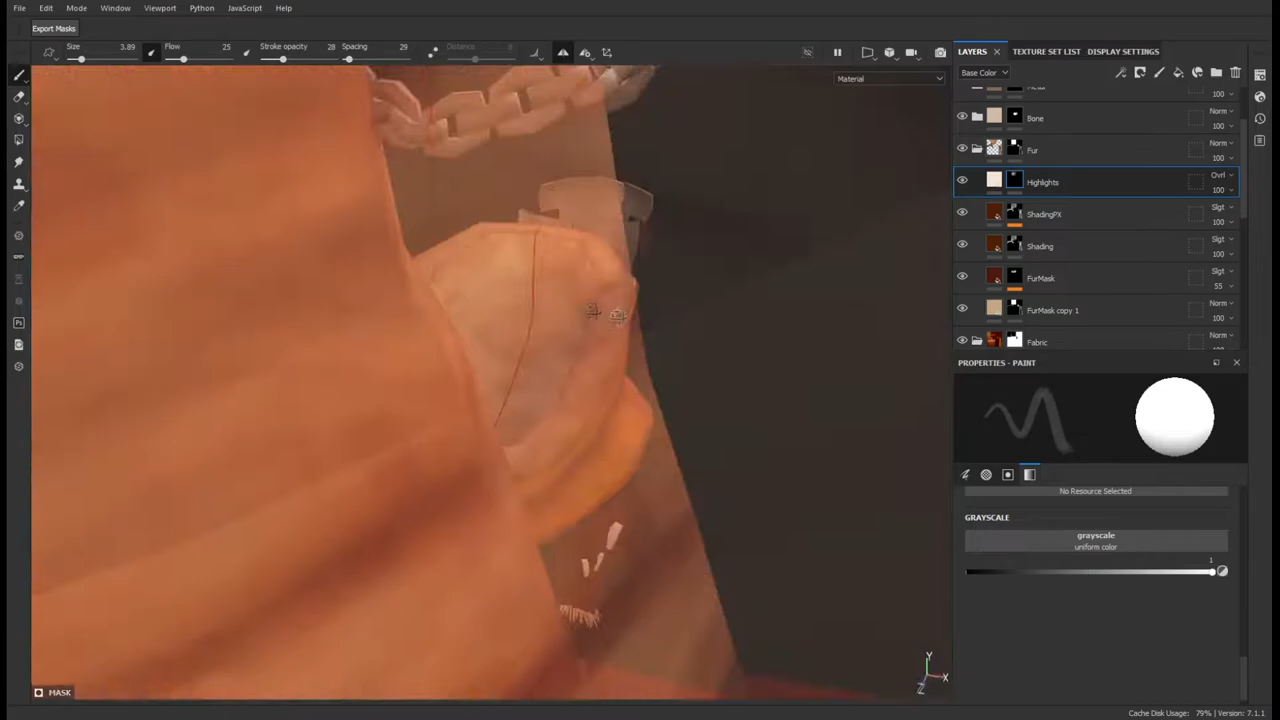 File Edit Mode Window Viewport Python JavaScript Help
Export Masks
Size 3.89 Flow 25 Stroke opacity 28 Spacing 29 Distance 8
Material
LAYERS TEXTURE SET LIST DISPLAY SETTINGS
Base Color
Metal
100
Bone Norm
100
Fur Norm
100
Highlights Ovrl
100
ShadingPX Slgt
100
Shading Slgt
100
FurMask Slgt
55
FurMask copy 1 Norm
100
Fabric Norm
PROPERTIES - PAINT
No Resource Selected
GRAYSCALE
grayscale
uniform color
1
Y
X
Z
MASK
Cache Disk Usage: 79% | Version: 7.1.1